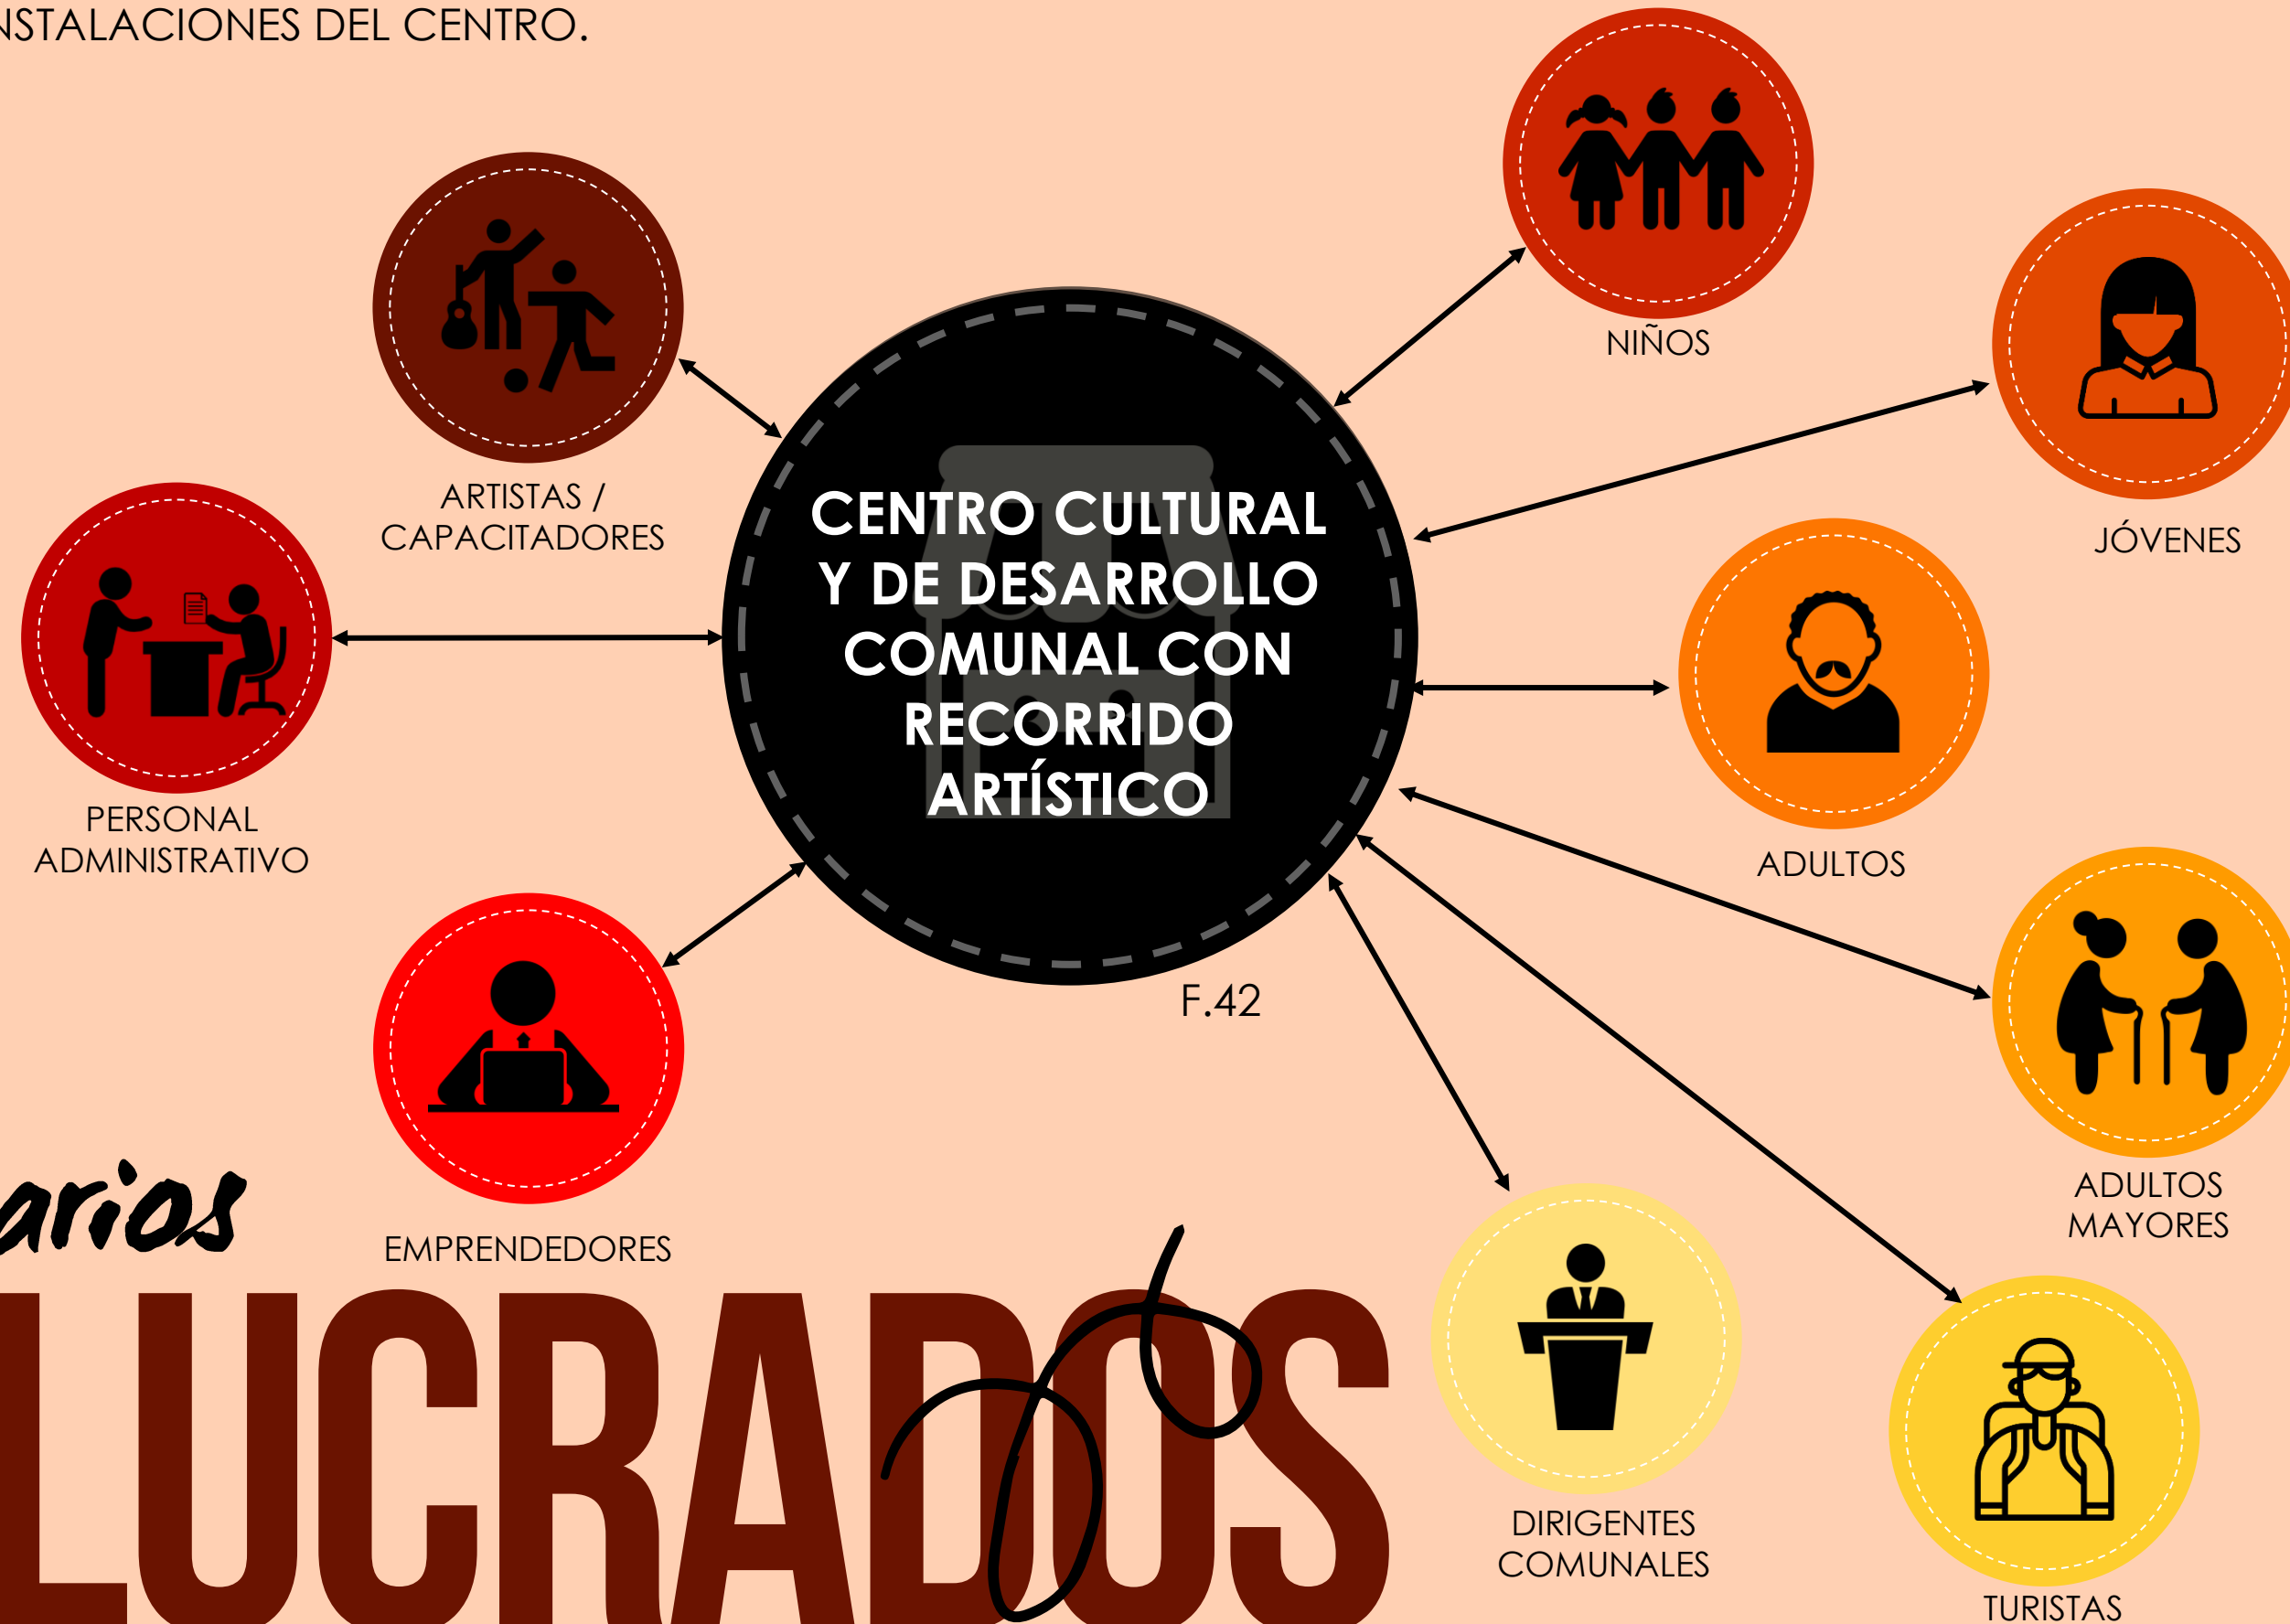 NSTALACIONES DEL CENTRO.
NIÑOS
JÓVENES
ARTISTAS /
CAPACITADORES
CENTRO CULTURAL
Y DE DESARROLLO
COMUNAL CON
RECORRIDO
ARTÍSTICO
PERSONAL
ADMINISTRATIVO
ADULTOS
F.42
ADULTOS
MAYORES
EMPRENDEDORES
arios
LUCRADOS
DIRIGENTES
COMUNALES
TURISTAS